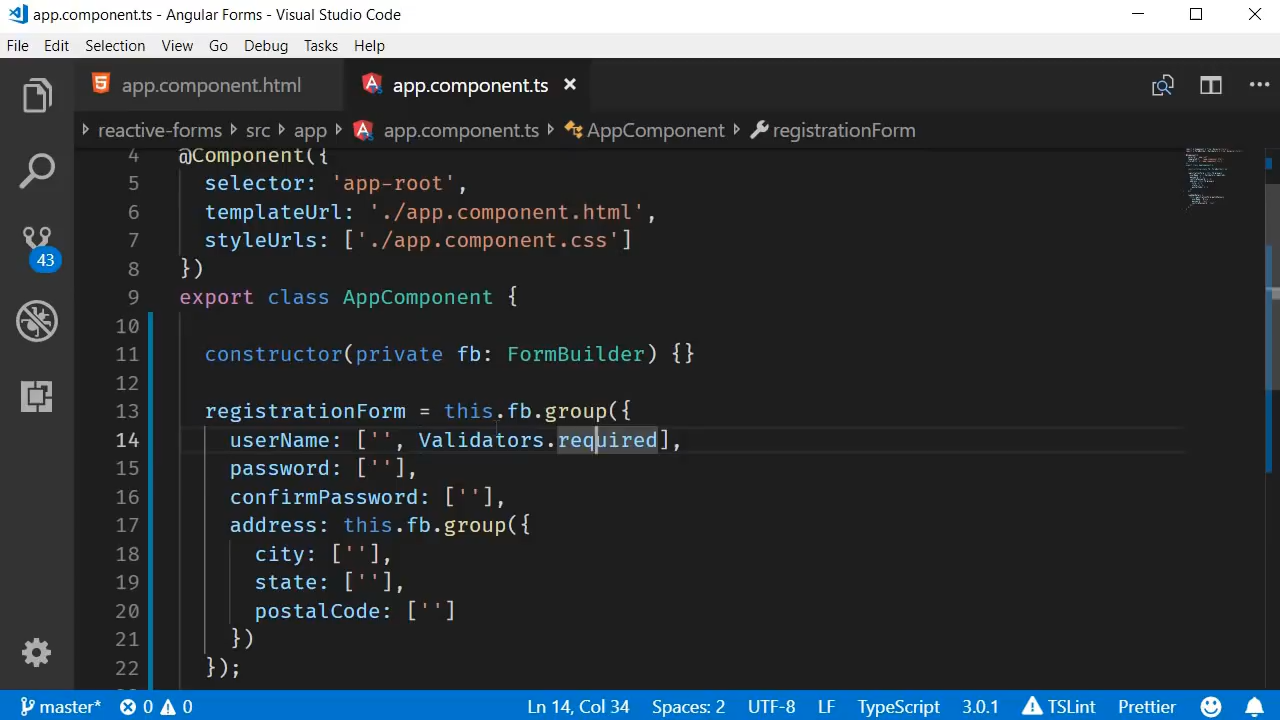 app.component.ts - Angular Forms - Visual Studio Code
File Edit Selection View Go Debug Tasks Help
app.component.html app.component.ts
reactive-forms src app app.component.ts AppComponent registrationForm
4 @Component({
5 selector: 'app-root',
6 templateUrl: './app.component.html',
7 styleUrls: ['./app.component.css']
8 })
9 export class AppComponent {
10
11 constructor(private fb: FormBuilder) {}
12
13 registrationForm = this.fb.group({
14 userName: ['', Validators.required],
15 password: [''],
16 confirmPassword: [''],
17 address: this.fb.group({
18 city: [''],
19 state: [''],
20 postalCode: ['']
21 })
22 });
43
master* 0 0 Ln 14, Col 34 Spaces: 2 UTF-8 LF TypeScript 3.0.1 TSLint Prettier